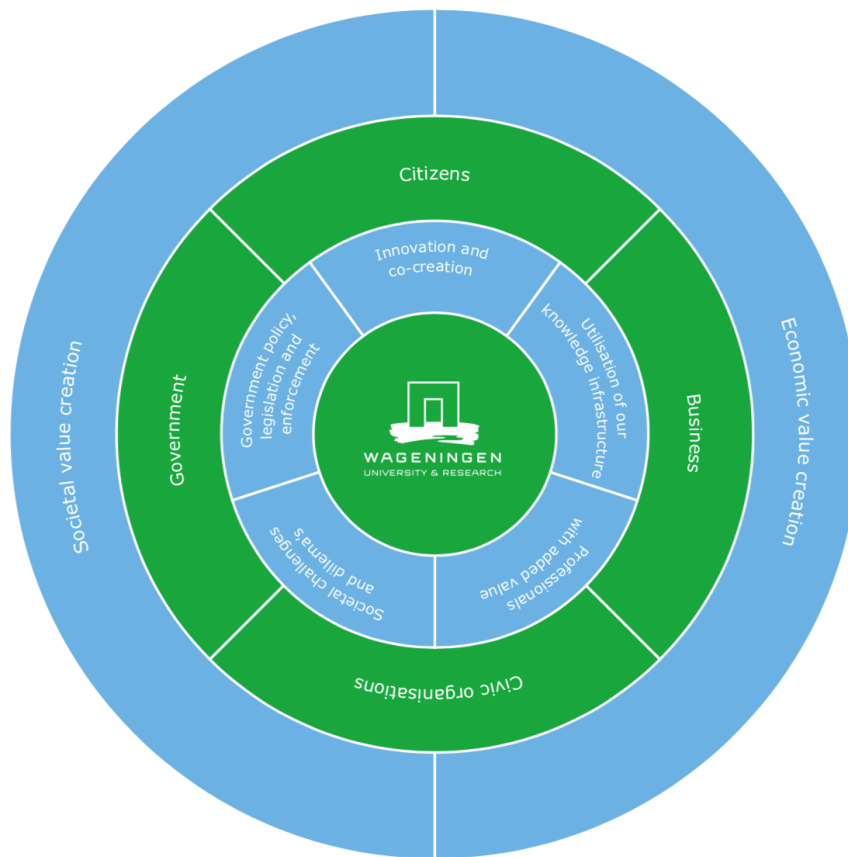 Citizens
Innovation and
co-creation
Utilisation of our
knowledge infrastructure
Government policy,
legislation and
enforcement
Government
Business
Societal value creation
Economic value creation
WAGENINGEN
UNIVERSITY & RESEARCH
Societal challenges
and dillema's
Professionals
with added value
Civic organisations